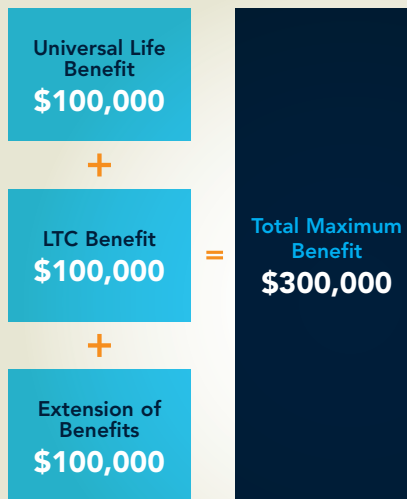 Universal Life
Benefit
$100,000
+
LTC Benefit
$100,000
+
Extension of
Benefits
$100,000
=
Total Maximum
Benefit
$300,000